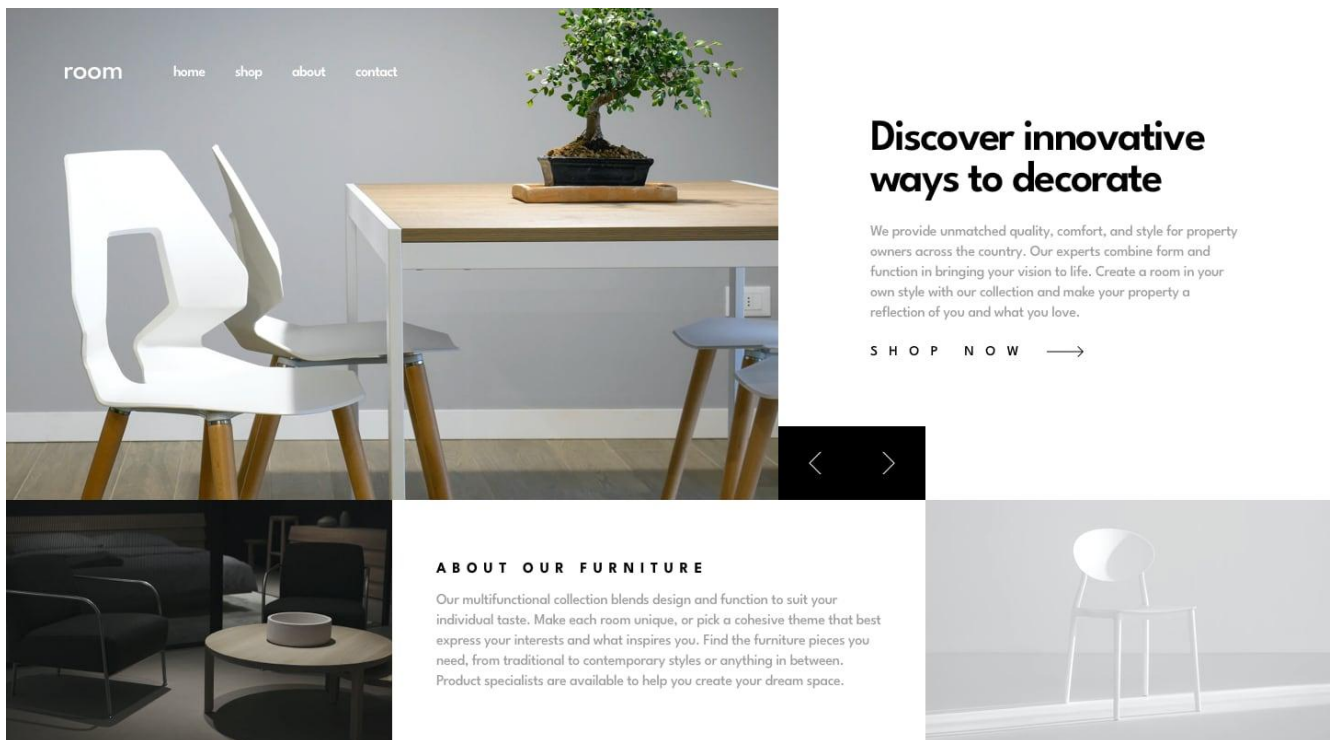 room
home shop about contact
Discover innovative
ways to decorate
We provide unmatched quality, comfort, and style for property
owners across the country. Our experts combine form and
function in bringing your vision to life. Create a room in your
own style with our collection and make your property a
reflection of you and what you love.
SHOP NOW
ABOUT OUR FURNITURE
Our multifunctional collection blends design and function to suit your
individual taste. Make each room unique, or pick a cohesive theme that best
express your interests and what inspires you. Find the furniture pieces you
need, from traditional to contemporary styles or anything in between.
Product specialists are available to help you create your dream space.